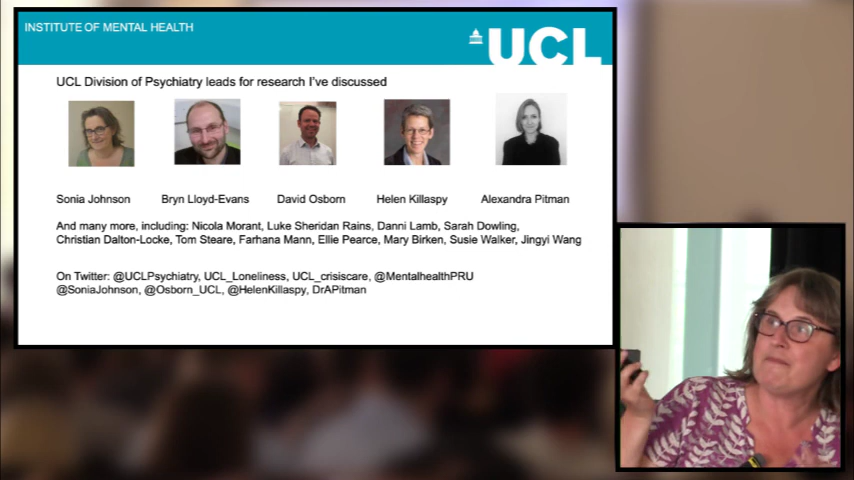 INSTITUTE OF MENTAL HEALTH
UCL
UCL Division of Psychiatry leads for research I've discussed
Sonia Johnson Bryn Lloyd-Evans David Osborn Helen Killaspy Alexandra Pitman
And many more, including: Nicola Morant, Luke Sheridan Rains, Danni Lamb, Sarah Dowling,
Christian Dalton-Locke, Tom Steare, Farhana Mann, Ellie Pearce, Mary Birken, Susie Walker, Jingyi Wang
On Twitter: @UCLPsychiatry, UCL_Loneliness, UCL_crisiscare, @MentalhealthPRU
@SoniaJohnson, @Osborn_UCL, @HelenKillaspy, DrAPitman